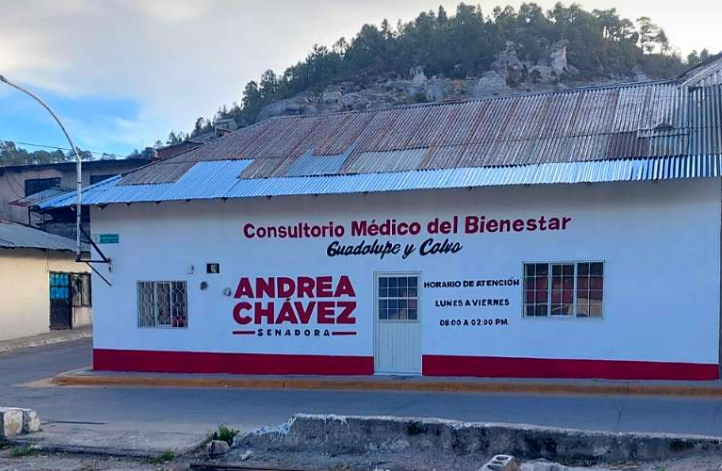 Consultorio Médico del Bienestar
Guadalupe y Calvo
ANDREA
CHÁVEZ
SENADORA
HORARIO DE ATENCIÓN
LUNES A VIERNES
08:00 A 02:00 PM.